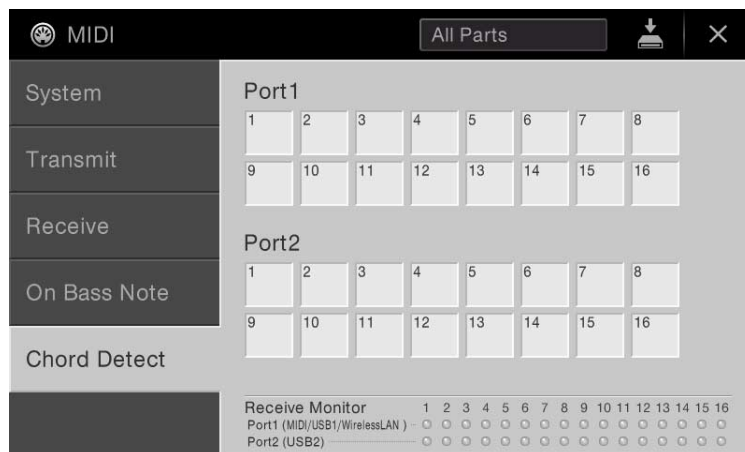 MIDI
All Parts
System
Transmit
Receive
On Bass Note
Chord Detect
Port1
1 2 3 4 5 6 7 8
9 10 11 12 13 14 15 16
Port2
1 2 3 4 5 6 7 8
9 10 11 12 13 14 15 16
Receive Monitor 1 2 3 4 5 6 7 8 9 10 11 12 13 14 15 16
Port1 (MIDI/USB1/WirelessLAN )
Port2 (USB2)